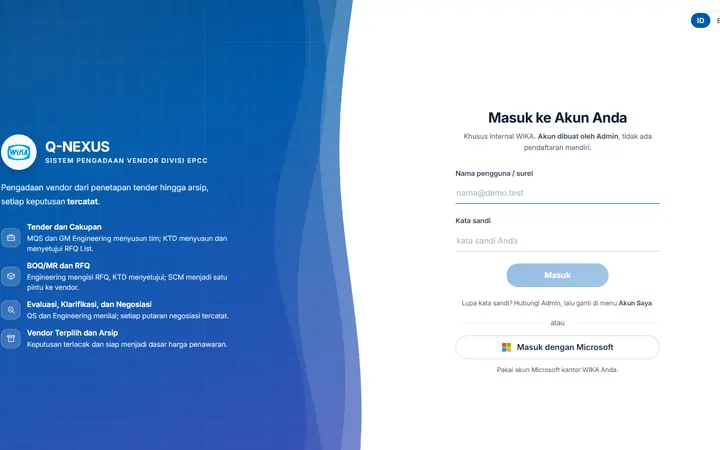 ID
WIKA
Q-NEXUS
SISTEM PENGADAAN VENDOR DIVISI EPCC
Pengadaan vendor dari penetapan tender hingga arsip,
setiap keputusan tercatat.
Tender dan Cakupan
MQS dan GM Engineering menyusun tim; KTD menyusun dan
menyetujui RFQ List.
BOQ/MR dan RFQ
Engineering mengisi RFQ, KTD menyetujui; SCM menjadi satu
pintu ke vendor.
Evaluasi, Klarifikasi, dan Negosiasi
QS dan Engineering menilai; setiap putaran negosiasi tercatat.
Vendor Terpilih dan Arsip
Keputusan terlacak dan siap menjadi dasar harga penawaran.
Masuk ke Akun Anda
Khusus internal WIKA. Akun dibuat oleh Admin, tidak ada
pendaftaran mandiri.
Nama pengguna / surel
nama@demo.test
Kata sandi
kata sandi Anda
Masuk
Lupa kata sandi? Hubungi Admin, lalu ganti di menu Akun Saya.
atau
Masuk dengan Microsoft
Pakai akun Microsoft kantor WIKA Anda.